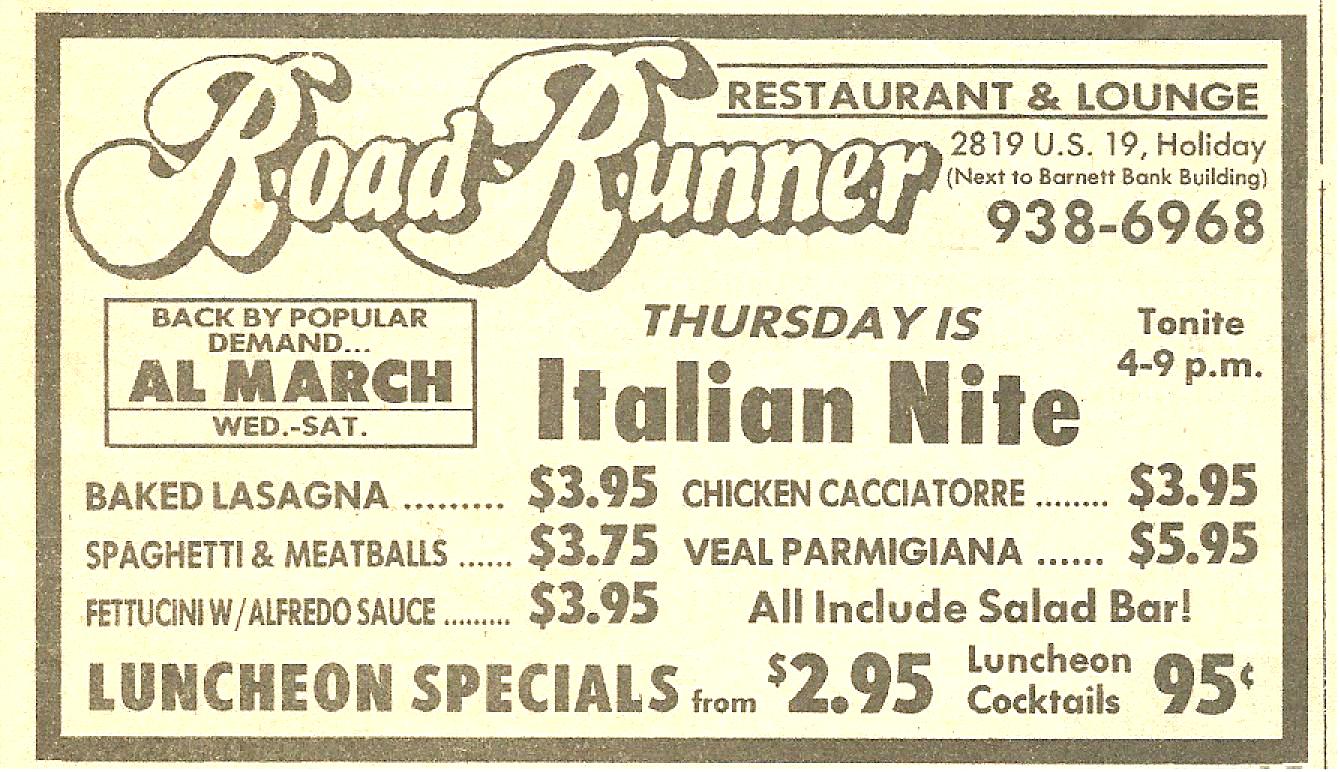 Road Runner
RESTAURANT & LOUNGE
2819 U.S. 19, Holiday
(Next to Barnett Bank Building)
938-6968
BACK BY POPULAR
DEMAND...
AL MARCH
WED.-SAT.
THURSDAY IS
Italian Nite
Tonite
4-9 p.m.
BAKED LASAGNA ......... $3.95
SPAGHETTI & MEATBALLS ...... $3.75
FETTUCINI W/ALFREDO SAUCE ......... $3.95
CHICKEN CACCIATORRE ........ $3.95
VEAL PARMIGIANA ...... $5.95
All Include Salad Bar!
LUNCHEON SPECIALS from $2.95
Luncheon
Cocktails 95¢